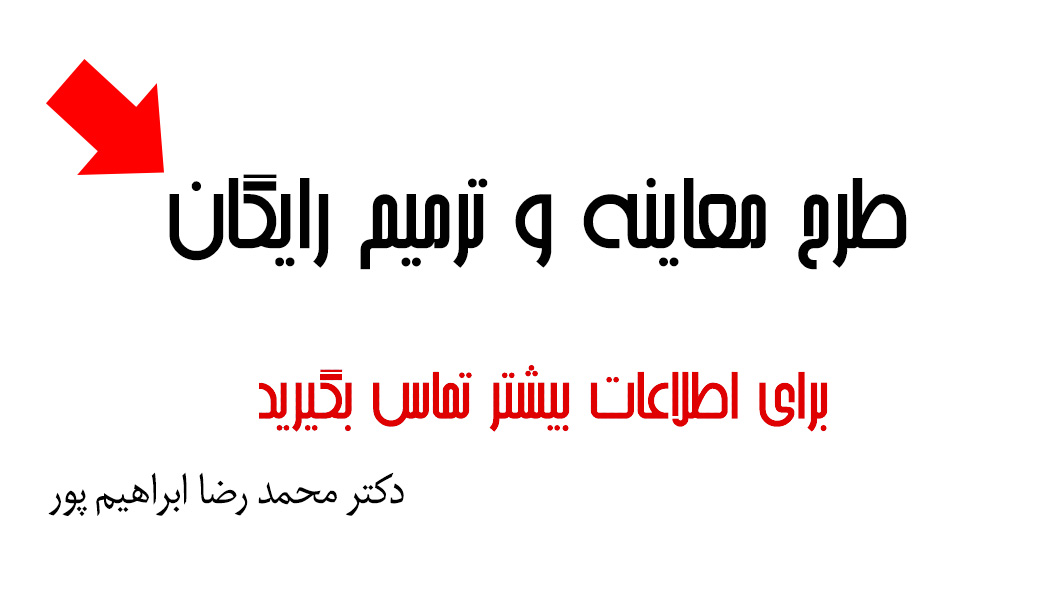 طرح معاینه و ترمیم رایگان
برای اطلاعات بیشتر تماس بگیرید
دکتر محمد رضا ابراهیم پور